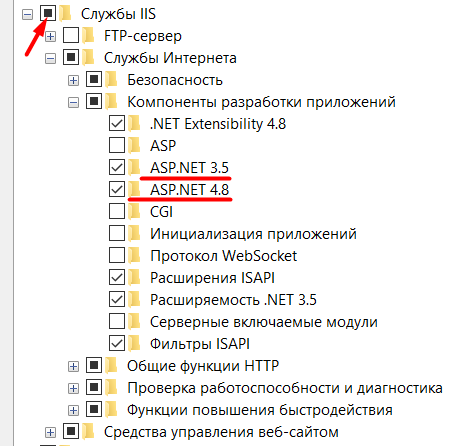 Службы IIS
FTP-сервер
Службы Интернета
Безопасность
Компоненты разработки приложений
.NET Extensibility 4.8
ASP
ASP.NET 3.5
ASP.NET 4.8
CGI
Инициализация приложений
Протокол WebSocket
Расширения ISAPI
Расширяемость .NET 3.5
Серверные включаемые модули
Фильтры ISAPI
Общие функции HTTP
Проверка работоспособности и диагностика
Функции повышения быстродействия
Средства управления веб-сайтом